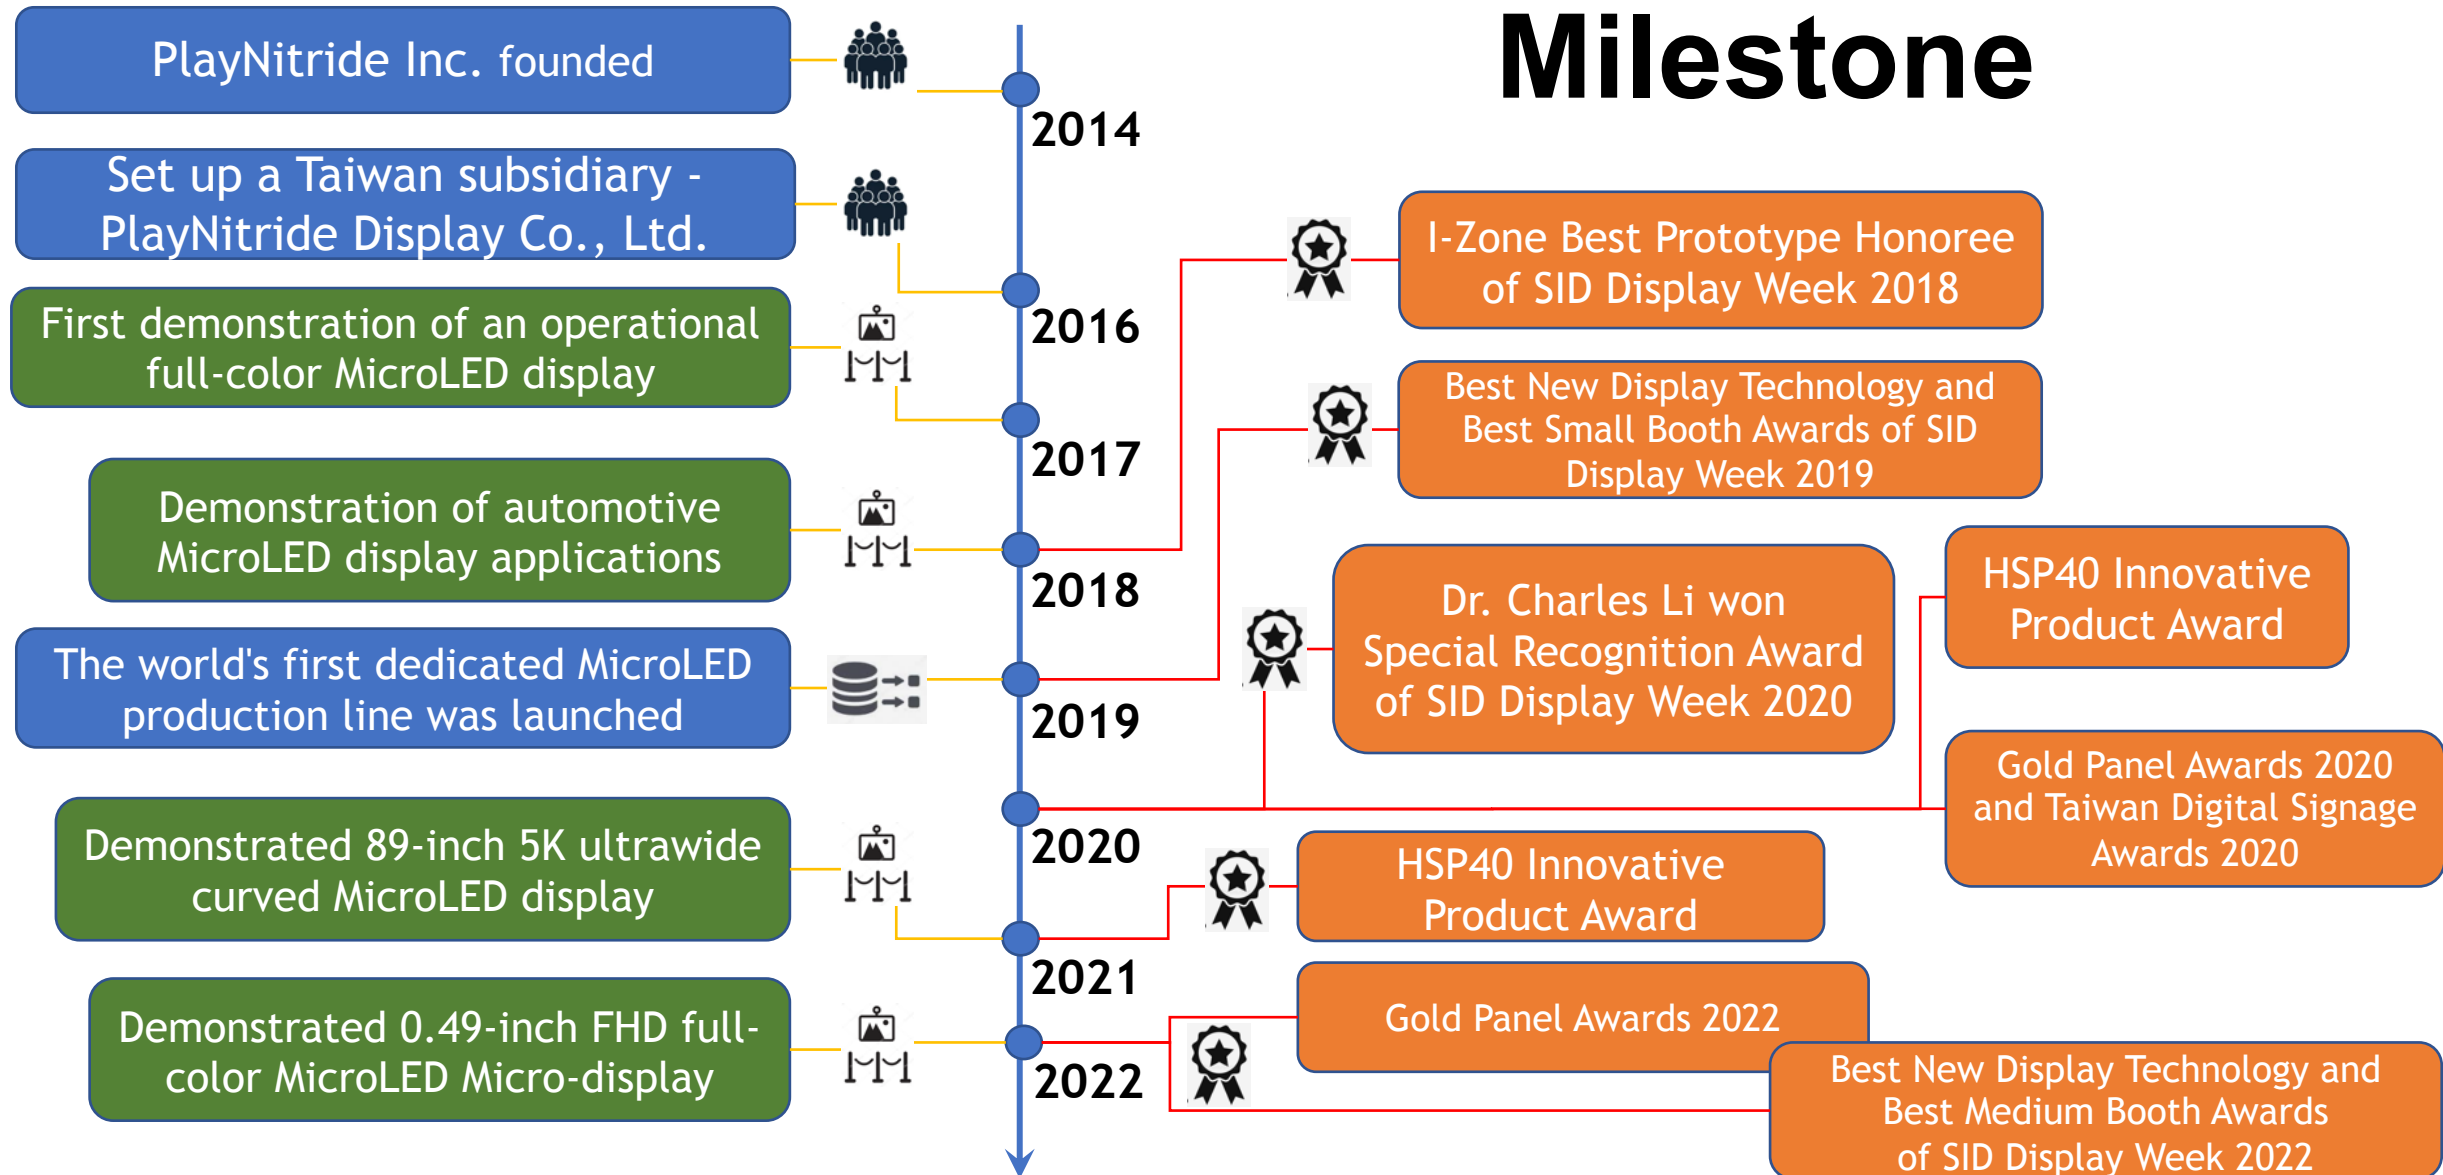 Milestone
PlayNitride Inc. founded
2014
Set up a Taiwan subsidiary -
PlayNitride Display Co., Ltd.
2016
First demonstration of an operational
full-color MicroLED display
2017
I-Zone Best Prototype Honoree
of SID Display Week 2018
Demonstration of automotive
MicroLED display applications
2018
Best New Display Technology and
Best Small Booth Awards of SID
Display Week 2019
The world's first dedicated MicroLED
production line was launched
2019
Dr. Charles Li won
Special Recognition Award
of SID Display Week 2020
HSP40 Innovative
Product Award
Gold Panel Awards 2020
and Taiwan Digital Signage
Awards 2020
2020
Demonstrated 89-inch 5K ultrawide
curved MicroLED display
HSP40 Innovative
Product Award
2021
Demonstrated 0.49-inch FHD full-
color MicroLED Micro-display
Gold Panel Awards 2022
2022
Best New Display Technology and
Best Medium Booth Awards
of SID Display Week 2022